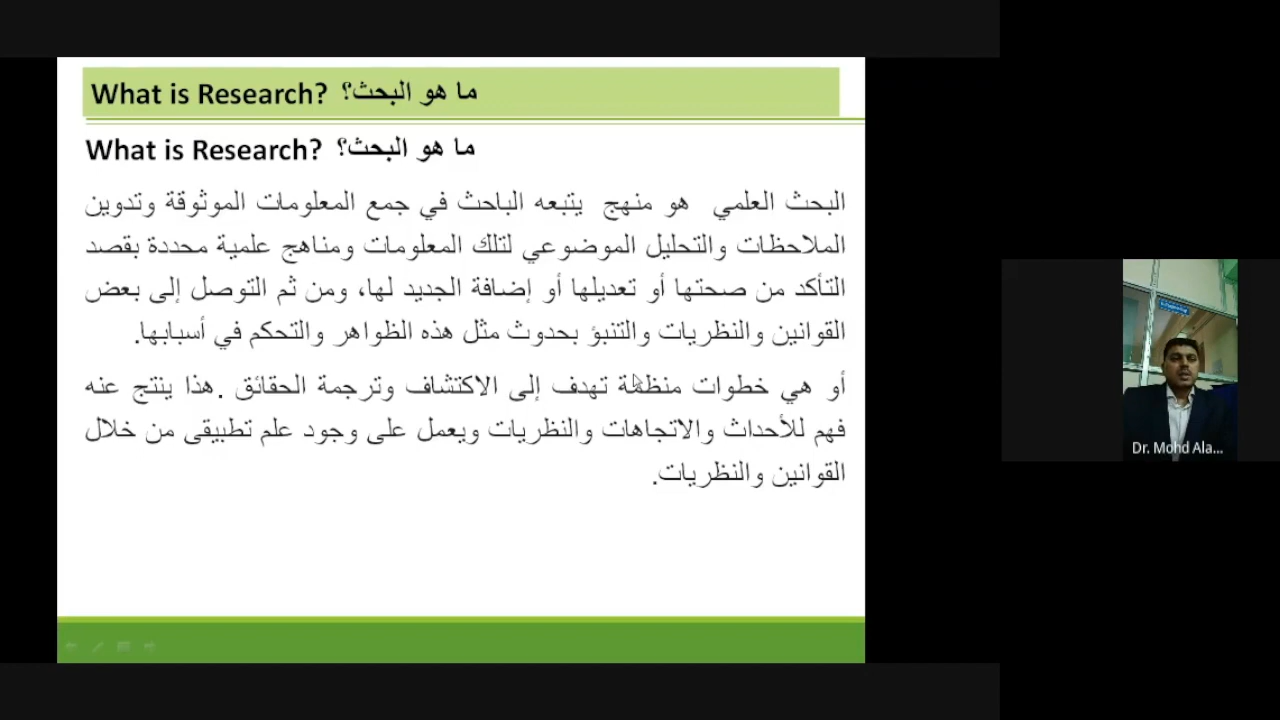 What is Research? ما هو البحث؟
What is Research? ما هو البحث؟
البحث العلمي هو منهج يتبعه الباحث في جمع المعلومات الموثوقة وتدوين
الملاحظات والتحليل الموضوعي لتلك المعلومات ومناهج علمية محددة بقصد
التأكد من صحتها أو تعديلها أو إضافة الجديد لها، ومن ثم التوصل إلى بعض
القوانين والنظريات والتنبؤ بحدوث مثل هذه الظواهر والتحكم في أسبابها.
أو هي خطوات منظمة تهدف إلى الاكتشاف وترجمة الحقائق .هذا ينتج عنه
فهم للأحداث والاتجاهات والنظريات ويعمل على وجود علم تطبيقى من خلال
القوانين والنظريات.
Dr. Mohd Ala...